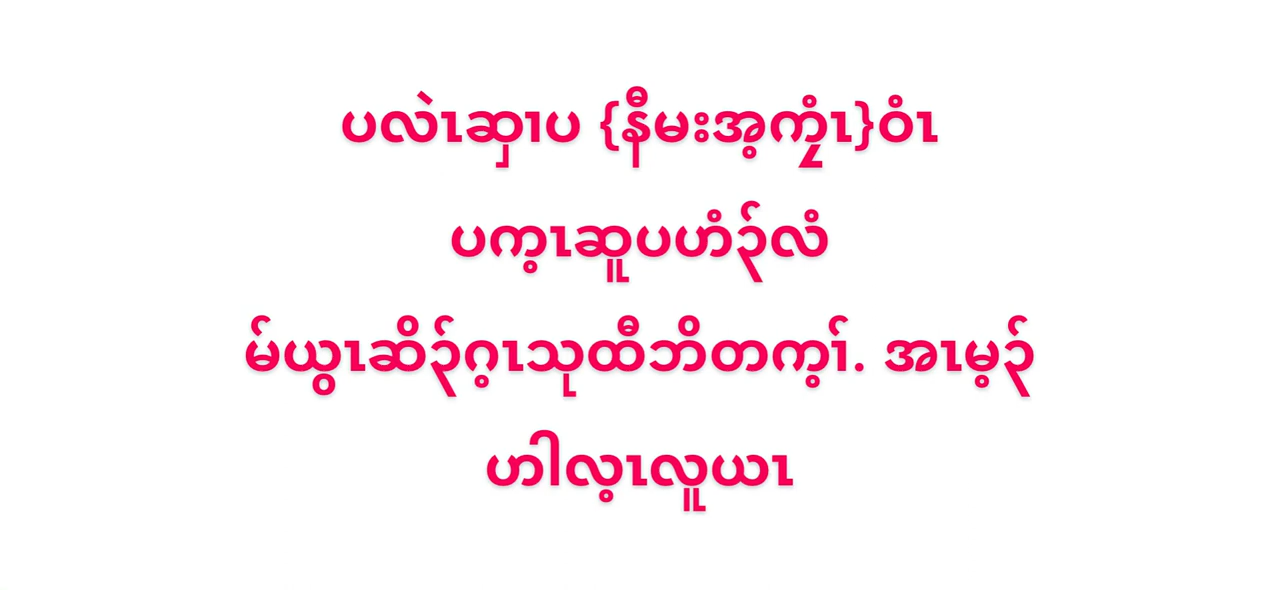 ပလဲၤဆှၢပ {နီမးအ့ကၠံၤ}ဝံၤ
ပက့ၤဆူပဟံၣ်လံ
မ်ယွၤဆိၣ်ဂ့ၤသုထီဘိတက့ၢ်. အၤမ့ၣ်
ဟါလ့ၤလူယၤ